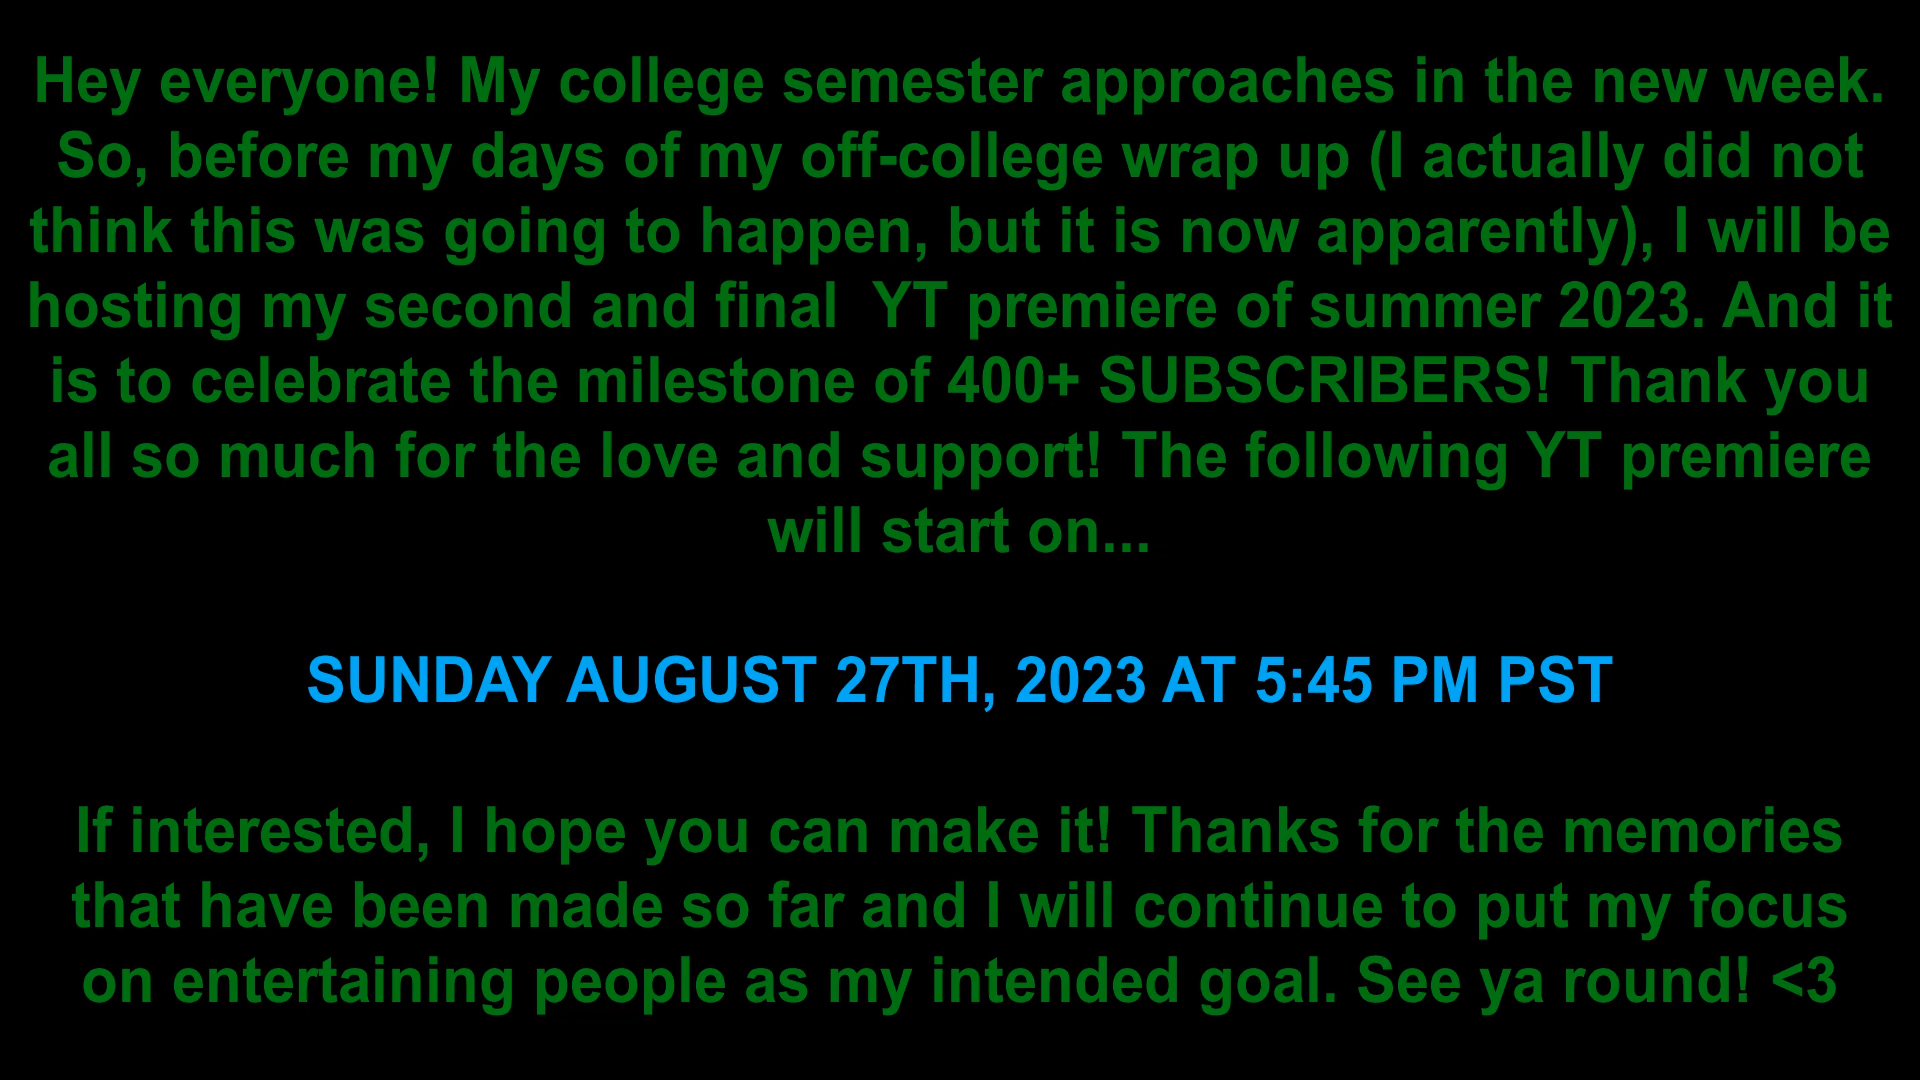 Hey everyone! My college semester approaches in the new week.
So, before my days of my off-college wrap up (I actually did not
think this was going to happen, but it is now apparently), I will be
hosting my second and final  YT premiere of summer 2023. And it
is to celebrate the milestone of 400+ SUBSCRIBERS! Thank you
all so much for the love and support! The following YT premiere
will start on...
SUNDAY AUGUST 27TH, 2023 AT 5:45 PM PST
If interested, I hope you can make it! Thanks for the memories
that have been made so far and I will continue to put my focus
on entertaining people as my intended goal. See ya round! <3